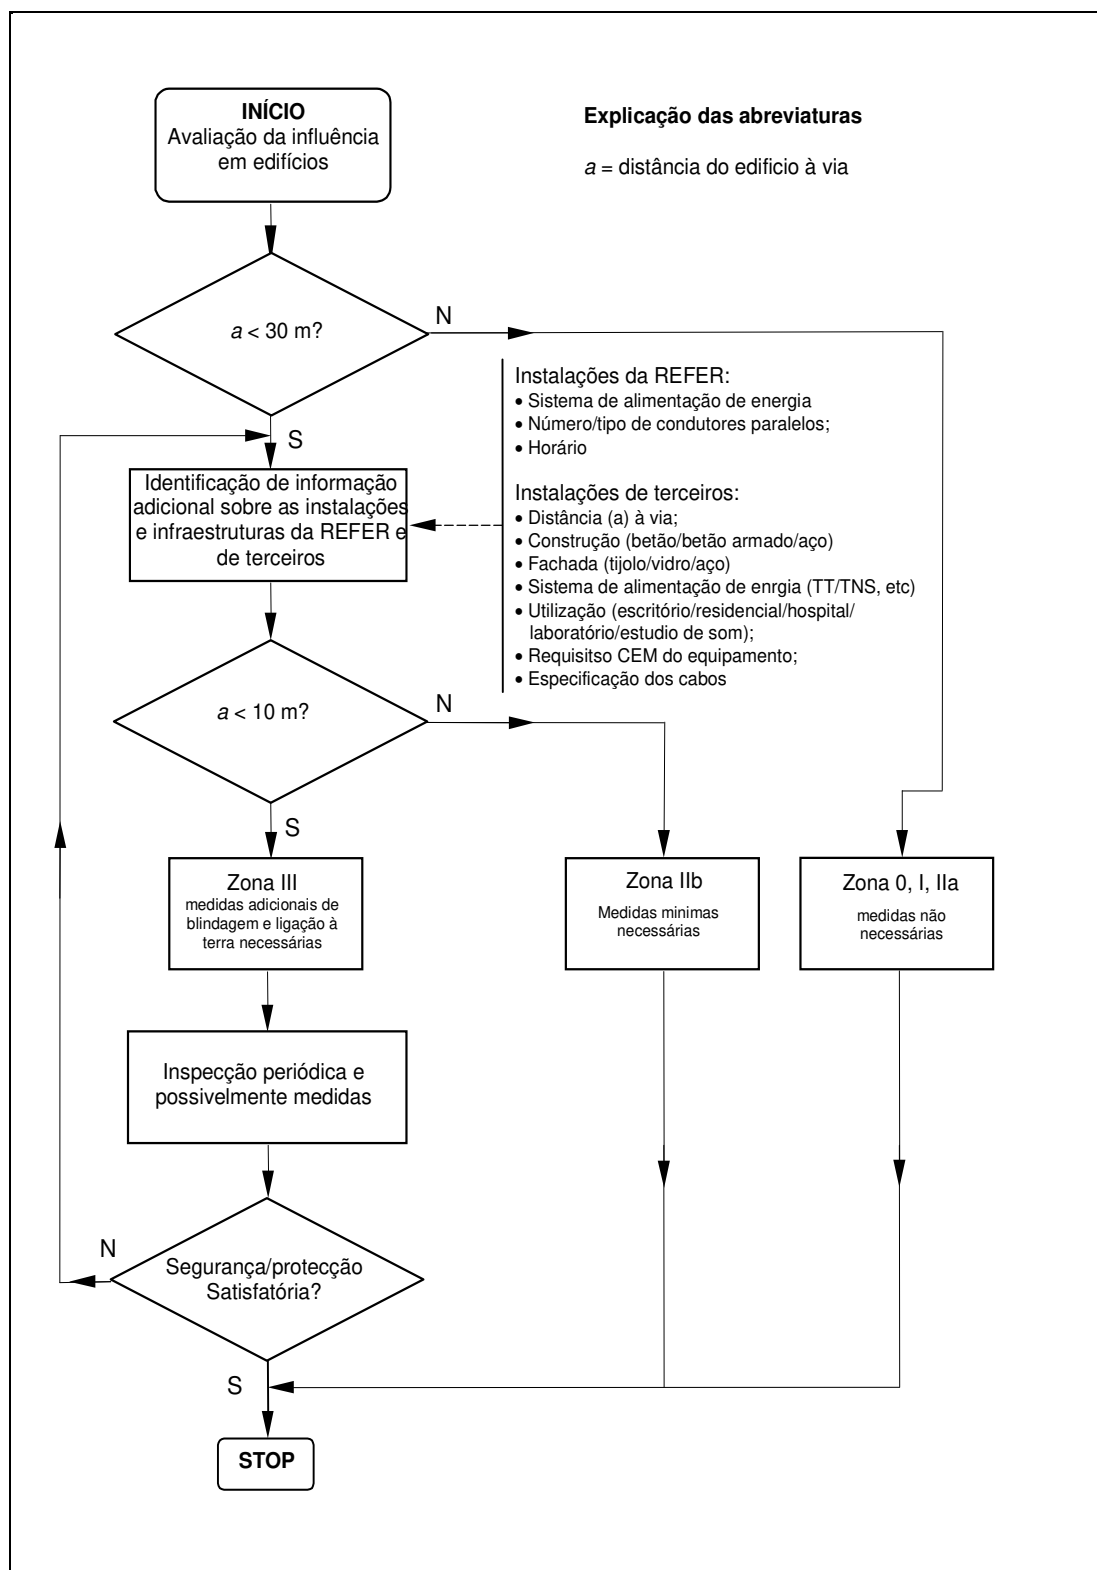 INÍCIO
Avaliação da influência
em edifícios
Explicação das abreviaturas
a = distância do edificio à via
a < 30 m?
N
S
Instalações da REFER:
• Sistema de alimentação de energia
• Número/tipo de condutores paralelos;
• Horário
Instalações de terceiros:
• Distância (a) à via;
• Construção (betão/betão armado/aço)
• Fachada (tijolo/vidro/aço)
• Sistema de alimentação de enrgia (TT/TNS, etc)
• Utilização (escritório/residencial/hospital/
laboratório/estudio de som);
• Requisitso CEM do equipamento;
• Especificação dos cabos
Identificação de informação
adicional sobre as instalações
e infraestruturas da REFER e
de terceiros
a < 10 m?
N
S
Zona III
medidas adicionais de
blindagem e ligação à
terra necessárias
Zona IIb
Medidas minimas
necessárias
Zona 0, I, IIa
medidas não
necessárias
Inspecção periódica e
possivelmente medidas
Segurança/protecção
Satisfatória?
N
S
STOP